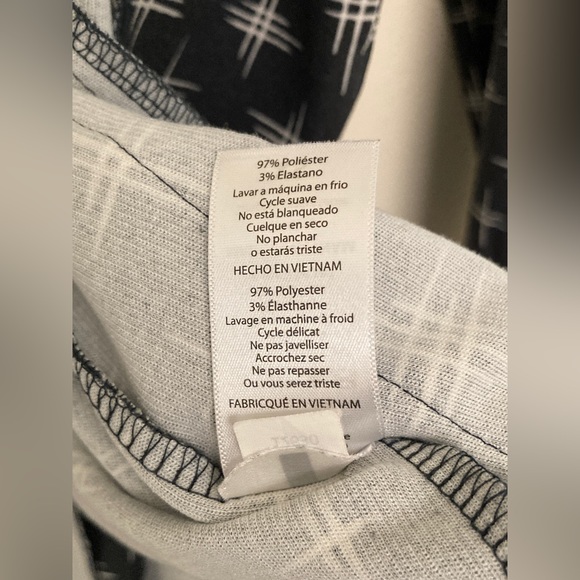 97% Poliéster
3% Elastano
Lavar a máquina en frio
Cycle suave
No está blanqueado
Cuelque en seco
No planchar
o estarás triste
HECHO EN VIETNAM
97% Polyester
3% Élasthanne
Lavage en machine à froid
Cycle délicat
Ne pas javelliser
Accrochez sec
Ne pas repasser
Ou vous serez triste
FABRICQUÉ EN VIETNAM